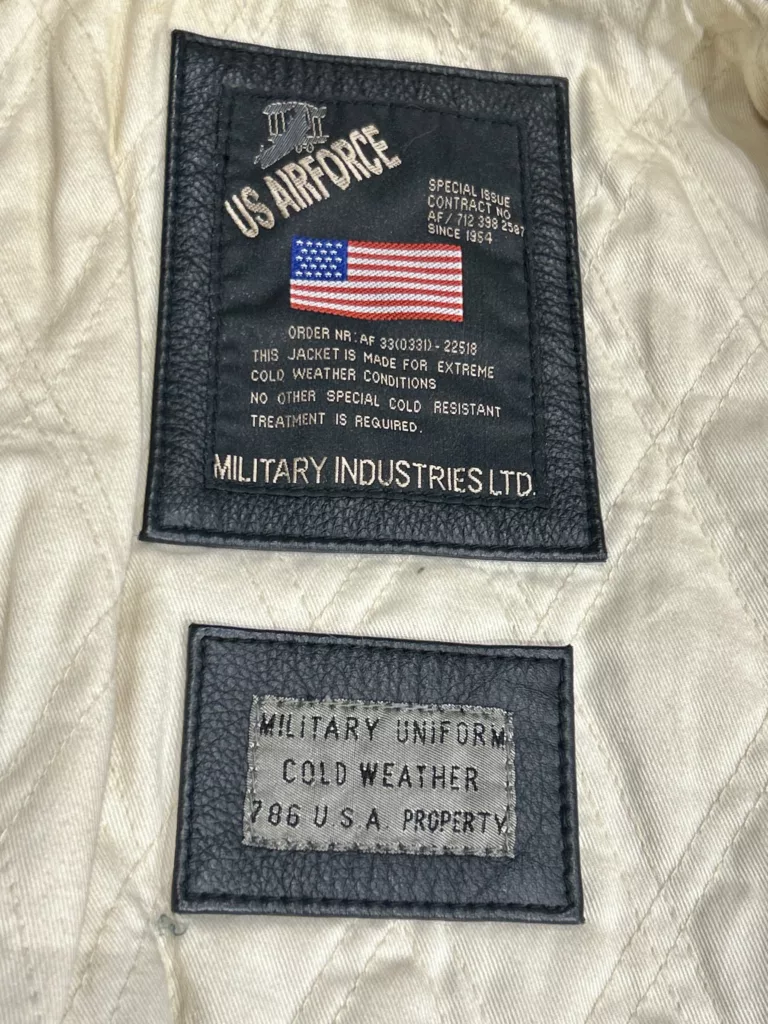 US AIRFORCE
SPECIAL ISSUE
CONTRACT NO
AF/ 712 398 2587
SINCE 1954
ORDER NR: AF 33(033)) - 22518
THIS JACKET IS MADE FOR EXTREME
COLD WEATHER CONDITIONS
NO OTHER SPECIAL COLD RESISTANT
TREATMENT IS REQUIRED.
MILITARY INDUSTRIES LTD.
MILITARY UNIFORM
COLD WEATHER
786 U S A PROPERTY